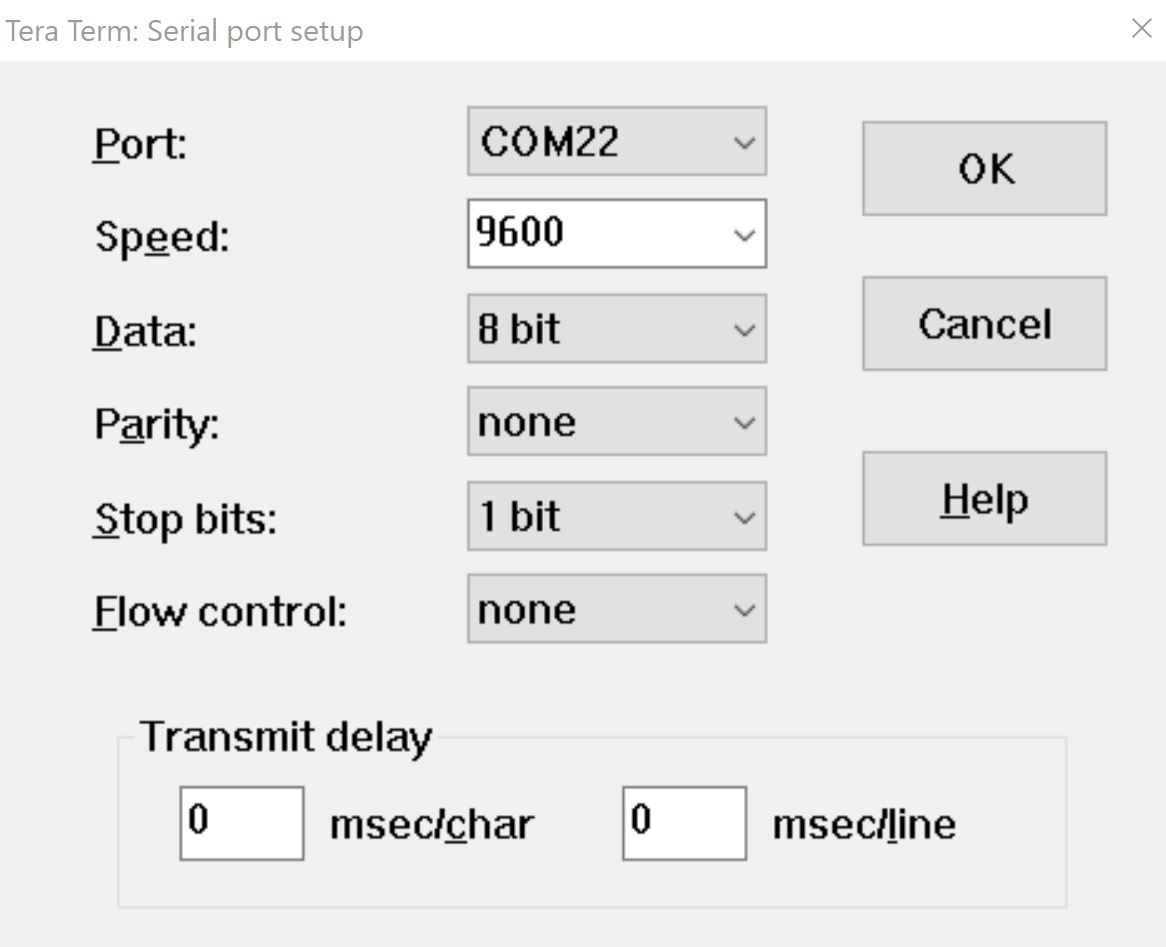 Tera Term: Serial port setup
Port: COM22 OK
Speed: 9600
Data: 8 bit Cancel
Parity: none
Stop bits: 1 bit Help
Flow control: none
Transmit delay
0 msec/char 0 msec/line